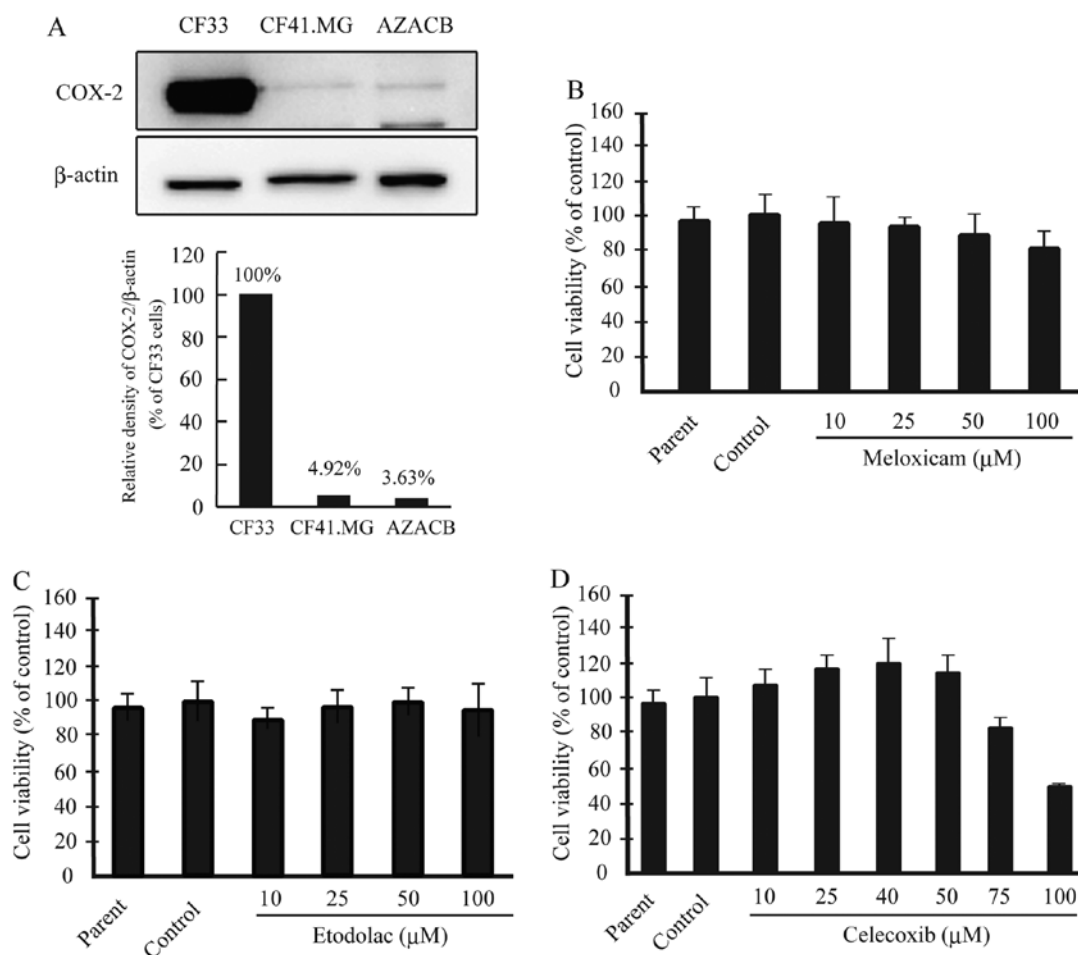 A
CF33 CF41.MG AZACB
COX-2
β-actin
Relative density of COX-2/β-actin
(% of CF33 cells)
120
100
80
60
40
20
0
100%
4.92%
3.63%
CF33 CF41.MG AZACB
B
Cell viability (% of control)
160
140
120
100
80
60
40
20
0
Parent Control 10 25 50 100
Meloxicam (μM)
C
Cell viability (% of control)
160
140
120
100
80
60
40
20
0
Parent Control 10 25 50 100
Etodolac (μM)
D
Cell viability (% of control)
160
140
120
100
80
60
40
20
0
Parent Control 10 25 40 50 75 100
Celecoxib (μM)